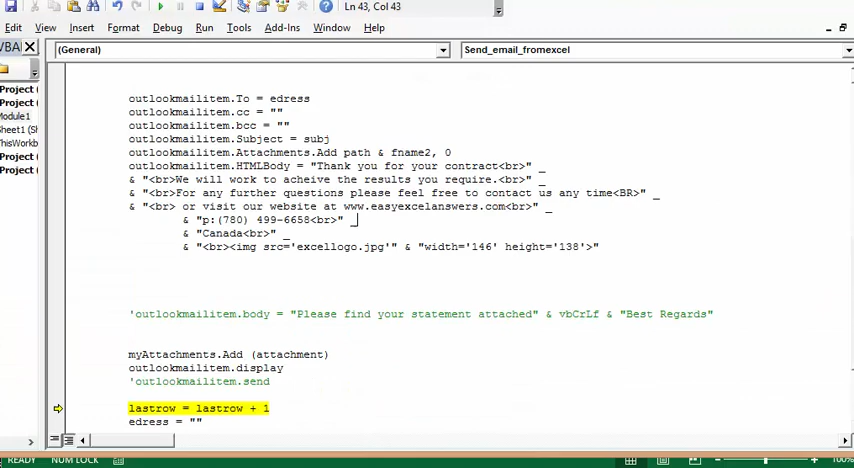 Ln 43, Col 43
Edit View Insert Format Debug Run Tools Add-Ins Window Help
VBA
(General) Send_email_fromexcel
Project (
Project (
Module1
Sheet1 (Sh
ThisWorkb
Project (
Project (
outlookmailitem.To = edress
outlookmailitem.cc = ""
outlookmailitem.bcc = ""
outlookmailitem.Subject = subj
outlookmailitem.Attachments.Add path & fname2, 0
outlookmailitem.HTMLBody = "Thank you for your contract<br>" _
& "<br>We will work to acheive the results you require.<br>" _
& "<br>For any further questions please feel free to contact us any time<BR>" _
& "<br> or visit our website at www.easyexcelanswers.com<br>" _
& "p:(780) 499-6658<br>" _
& "Canada<br>" _
& "<br><img src='excellogo.jpg'" & "width='146' height='138'>"
'outlookmailitem.body = "Please find your statement attached" & vbCrLf & "Best Regards"
myAttachments.Add (attachment)
outlookmailitem.display
'outlookmailitem.send
lastrow = lastrow + 1
edress = ""
READY NUM LOCK 100%